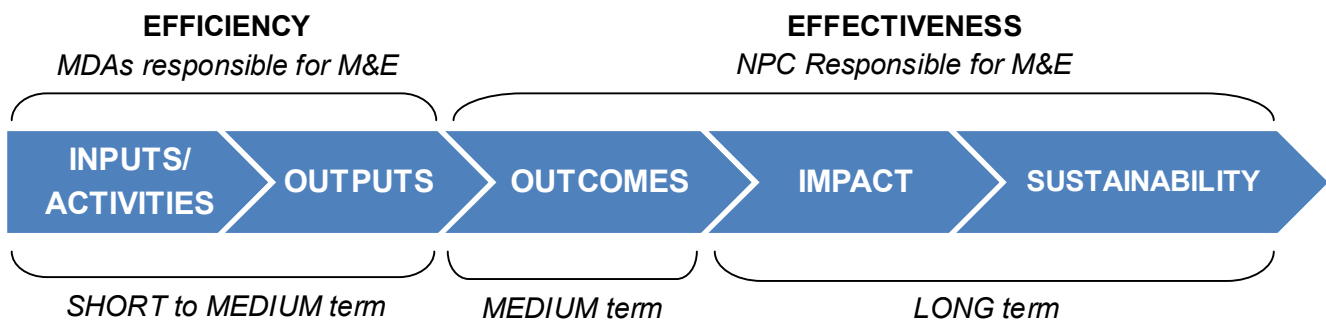 EFFICIENCY
MDAs responsible for M&E
EFFECTIVENESS
NPC Responsible for M&E
INPUTS/
ACTIVITIES
OUTPUTS
OUTCOMES
IMPACT
SUSTAINABILITY
SHORT to MEDIUM term
MEDIUM term
LONG term